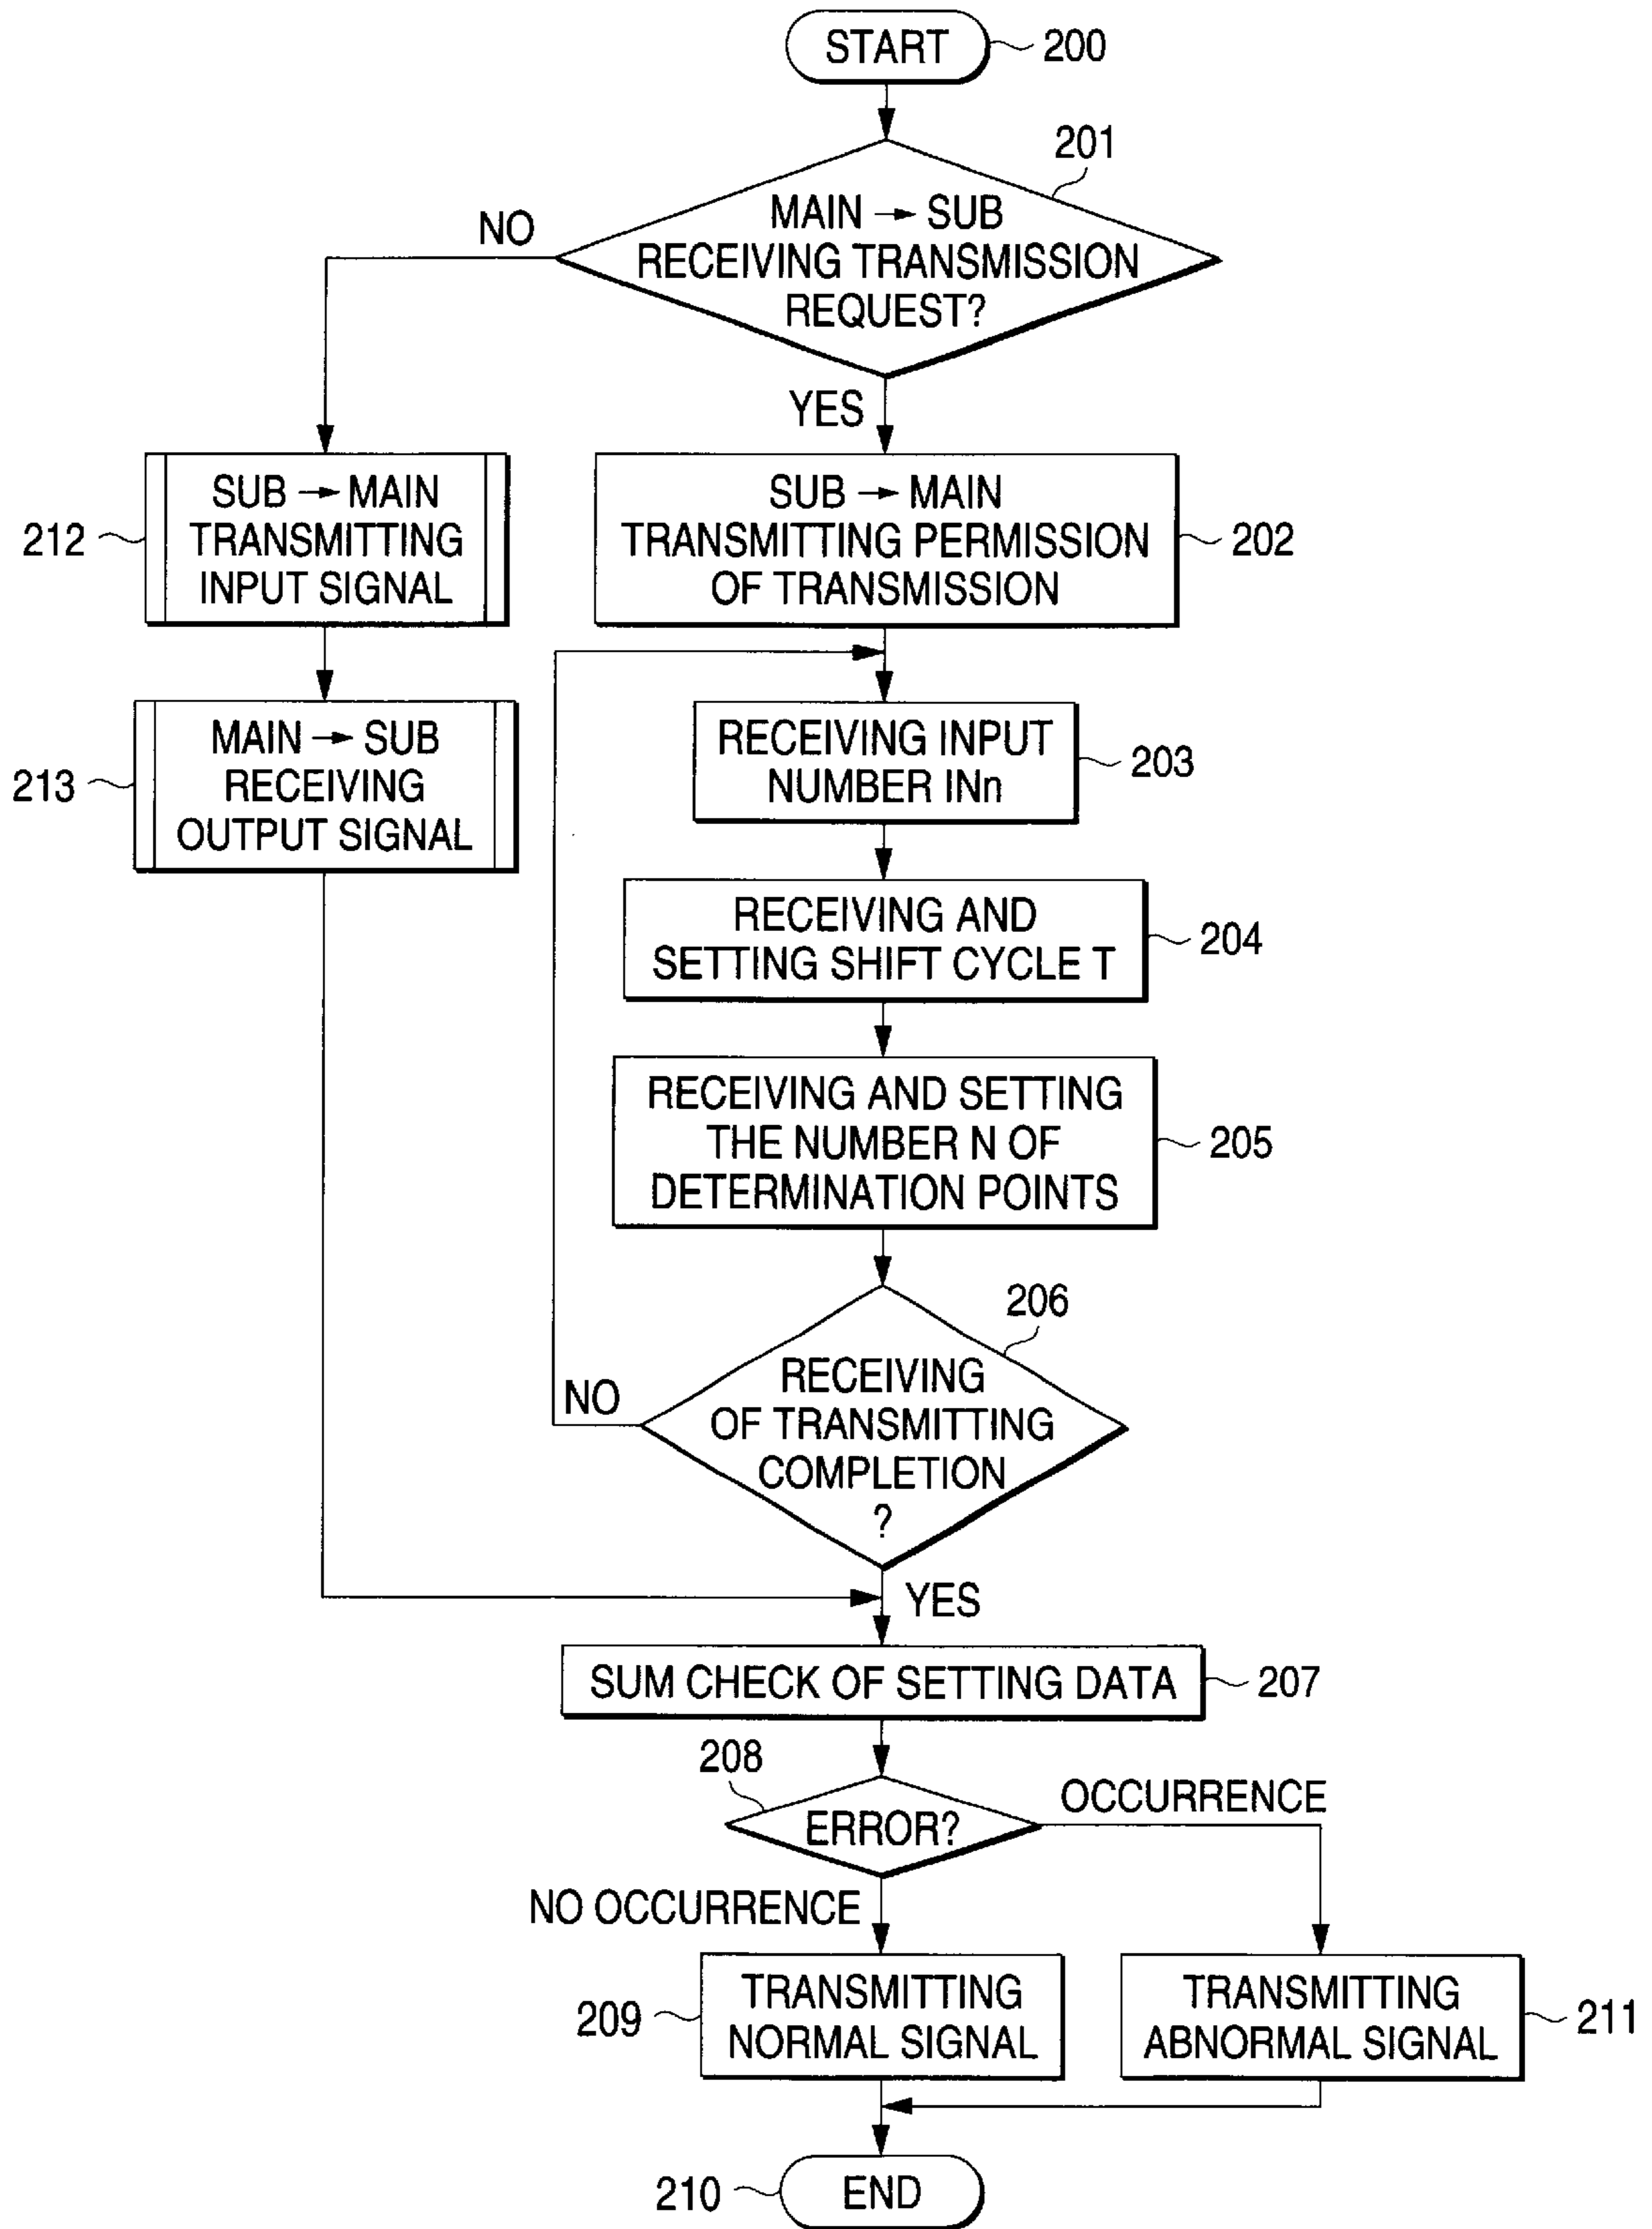 START
200
201
MAIN → SUB
RECEIVING TRANSMISSION
REQUEST?
NO
YES
212
SUB → MAIN
TRANSMITTING
INPUT SIGNAL
SUB → MAIN
TRANSMITTING PERMISSION
OF TRANSMISSION
202
213
MAIN → SUB
RECEIVING
OUTPUT SIGNAL
RECEIVING INPUT
NUMBER INn
203
RECEIVING AND
SETTING SHIFT CYCLE T
204
RECEIVING AND SETTING
THE NUMBER N OF
DETERMINATION POINTS
205
206
RECEIVING
OF TRANSMITTING
COMPLETION
?
NO
YES
SUM CHECK OF SETTING DATA
207
208
ERROR?
OCCURRENCE
NO OCCURRENCE
209
TRANSMITTING
NORMAL SIGNAL
TRANSMITTING
ABNORMAL SIGNAL
211
210
END